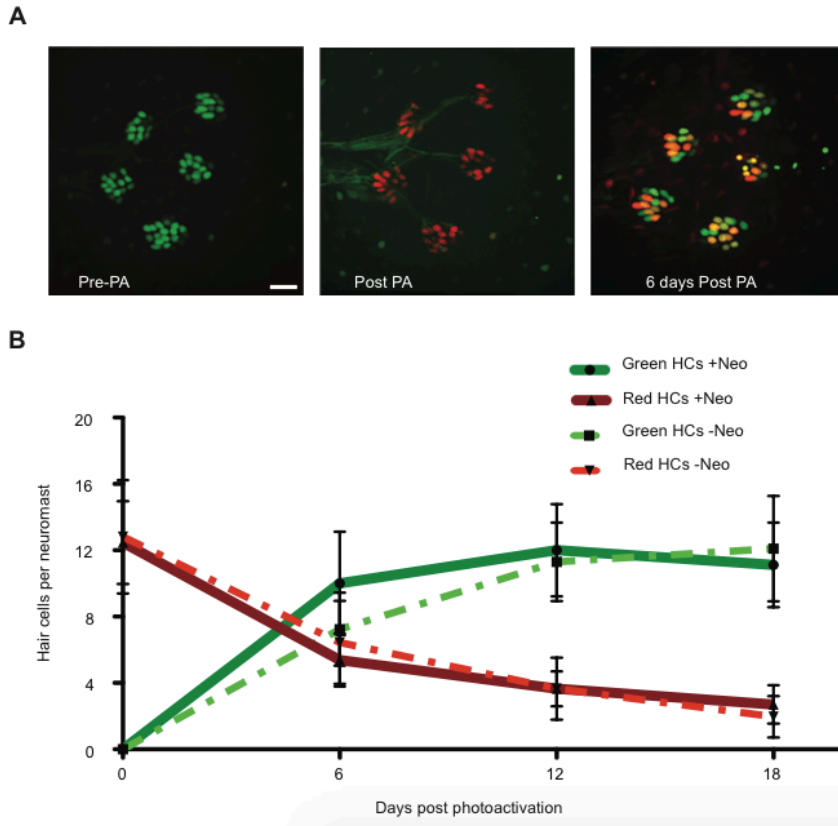 A
Pre-PA
Post PA
6 days Post PA
B
Green HCs +Neo
Red HCs +Neo
Green HCs -Neo
Red HCs -Neo
20
16
12
8
4
0
Hair cells per neuromast
0 6 12 18
Days post photoactivation